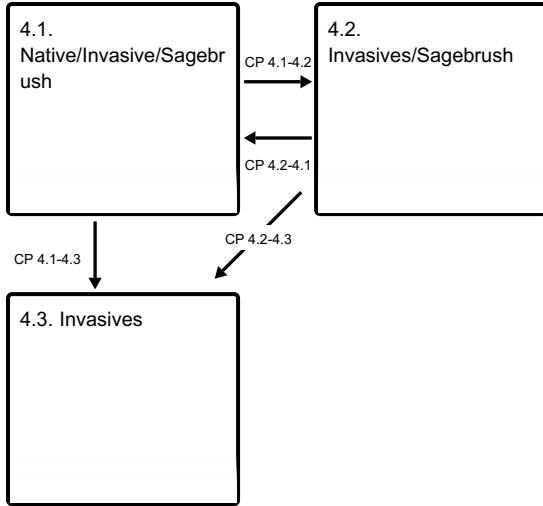 4.1.
Native/Invasive/Sagebr
ush
CP 4.1-4.2
4.2.
Invasives/Sagebrush
CP 4.2-4.1
CP 4.2-4.3
CP 4.1-4.3
4.3. Invasives